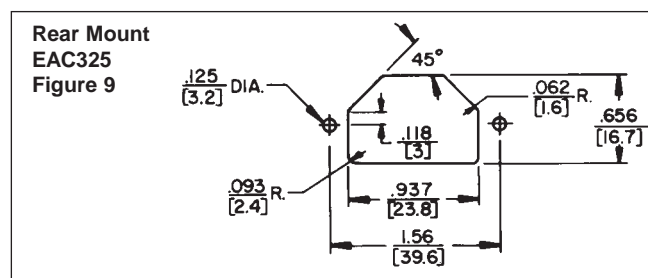 Rear Mount
EAC325
Figure 9
45°
.125
[3.2] DIA.
.062
[1.6] R.
.656
[16.7]
.118
[3]
.093
[2.4] R.
.937
[23.8]
1.56
[39.6]